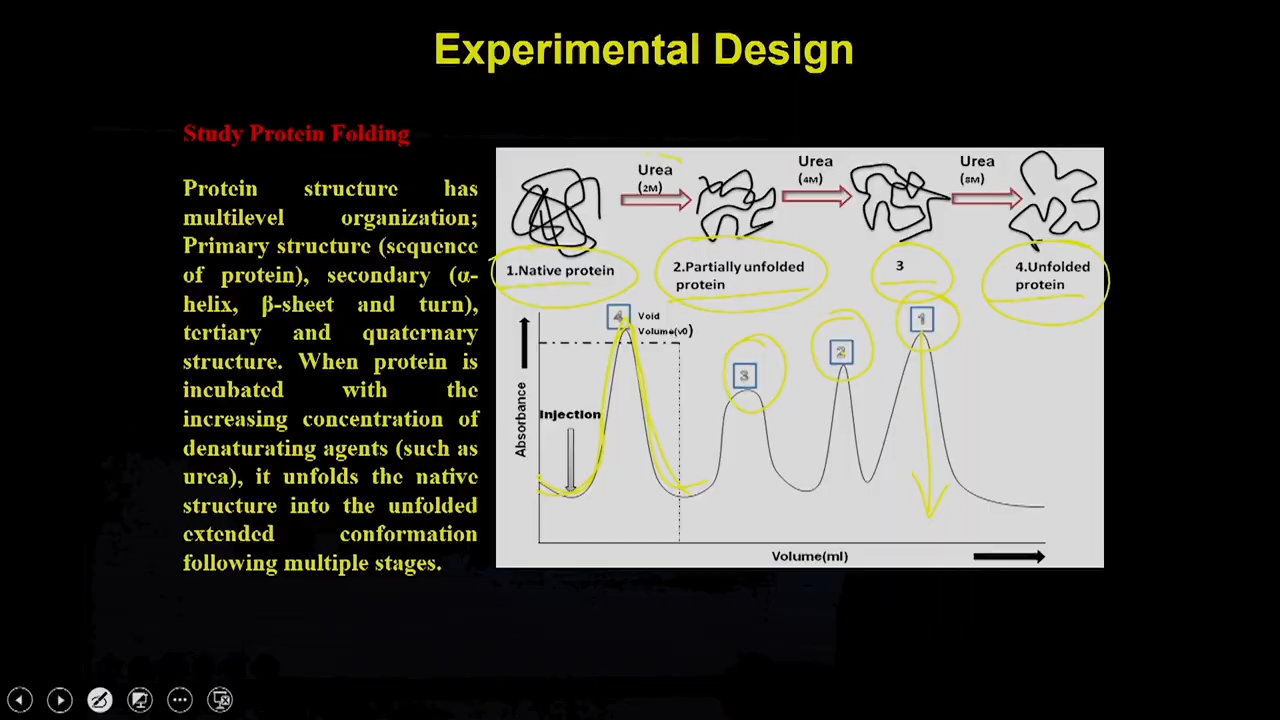 Experimental Design
Study Protein Folding
Protein structure has
multilevel organization;
Primary structure (sequence
of protein), secondary (α-
helix, β-sheet and turn),
tertiary and quaternary
structure. When protein is
incubated with the
increasing concentration of
denaturating agents (such as
urea), it unfolds the native
structure into the unfolded
extended conformation
following multiple stages.
Urea
(2M)
Urea
(4M)
Urea
(8M)
1.Native protein
2.Partially unfolded
protein
3
4.Unfolded
protein
4
Void
Volume(v0)
3
2
1
Injection
Absorbance
Volume(ml)